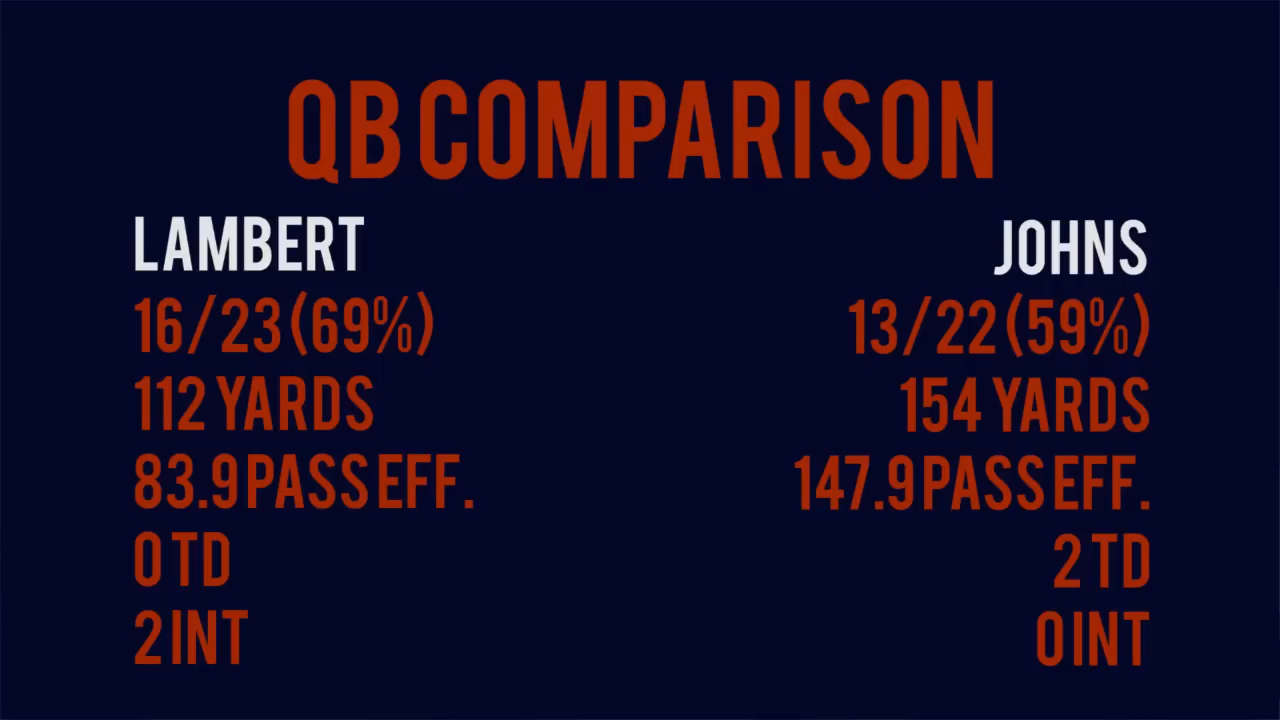 QB COMPARISON
LAMBERT JOHNS
16/23 (69%) 13/22 (59%)
112 YARDS 154 YARDS
83.9 PASS EFF. 147.9 PASS EFF.
0 TD 2 TD
2 INT 0 INT